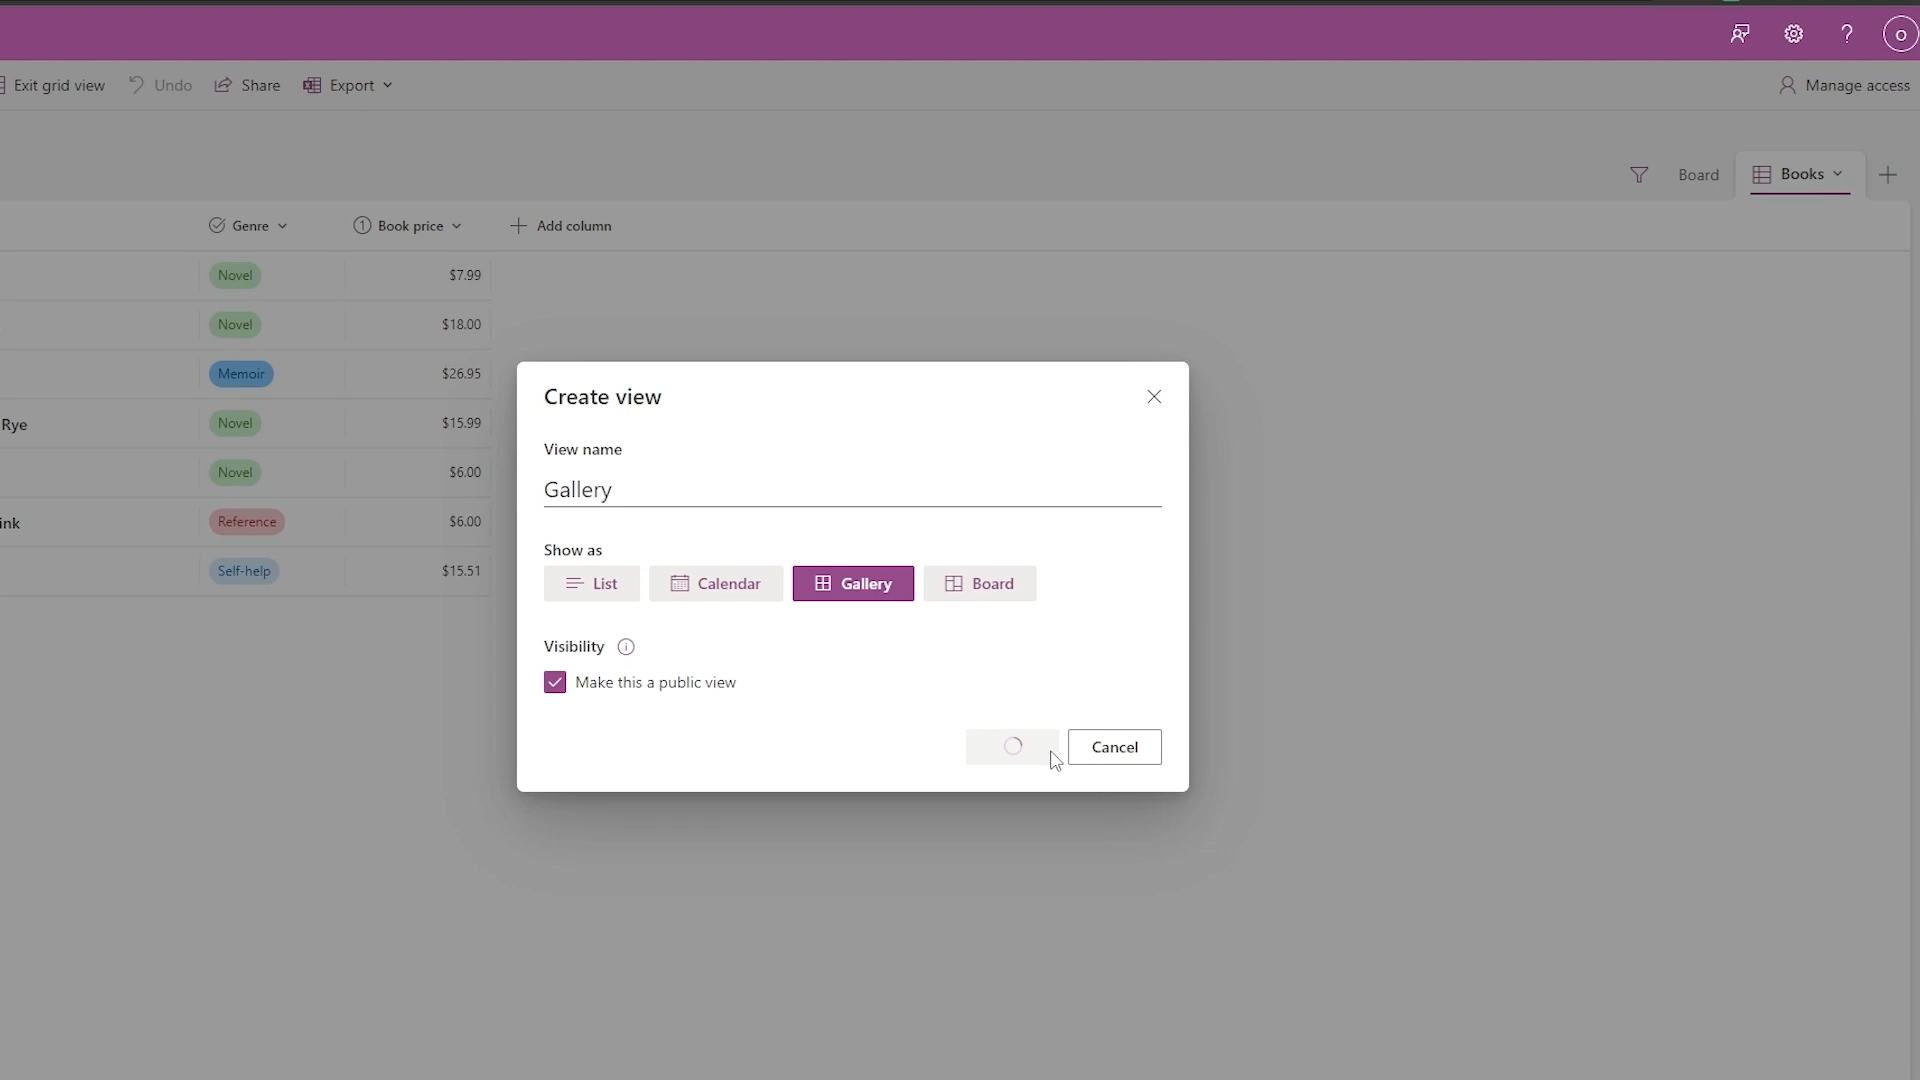 ?
O
Exit grid view Undo Share Export Manage access
Board Books
Genre Book price Add column
Novel $7.99
Novel $18.00
Memoir $26.95
Rye Novel $15.99
Novel $6.00
ink Reference $6.00
Self-help $15.51
Create view
View name
Gallery
Show as
List Calendar Gallery Board
Visibility
Make this a public view
Cancel